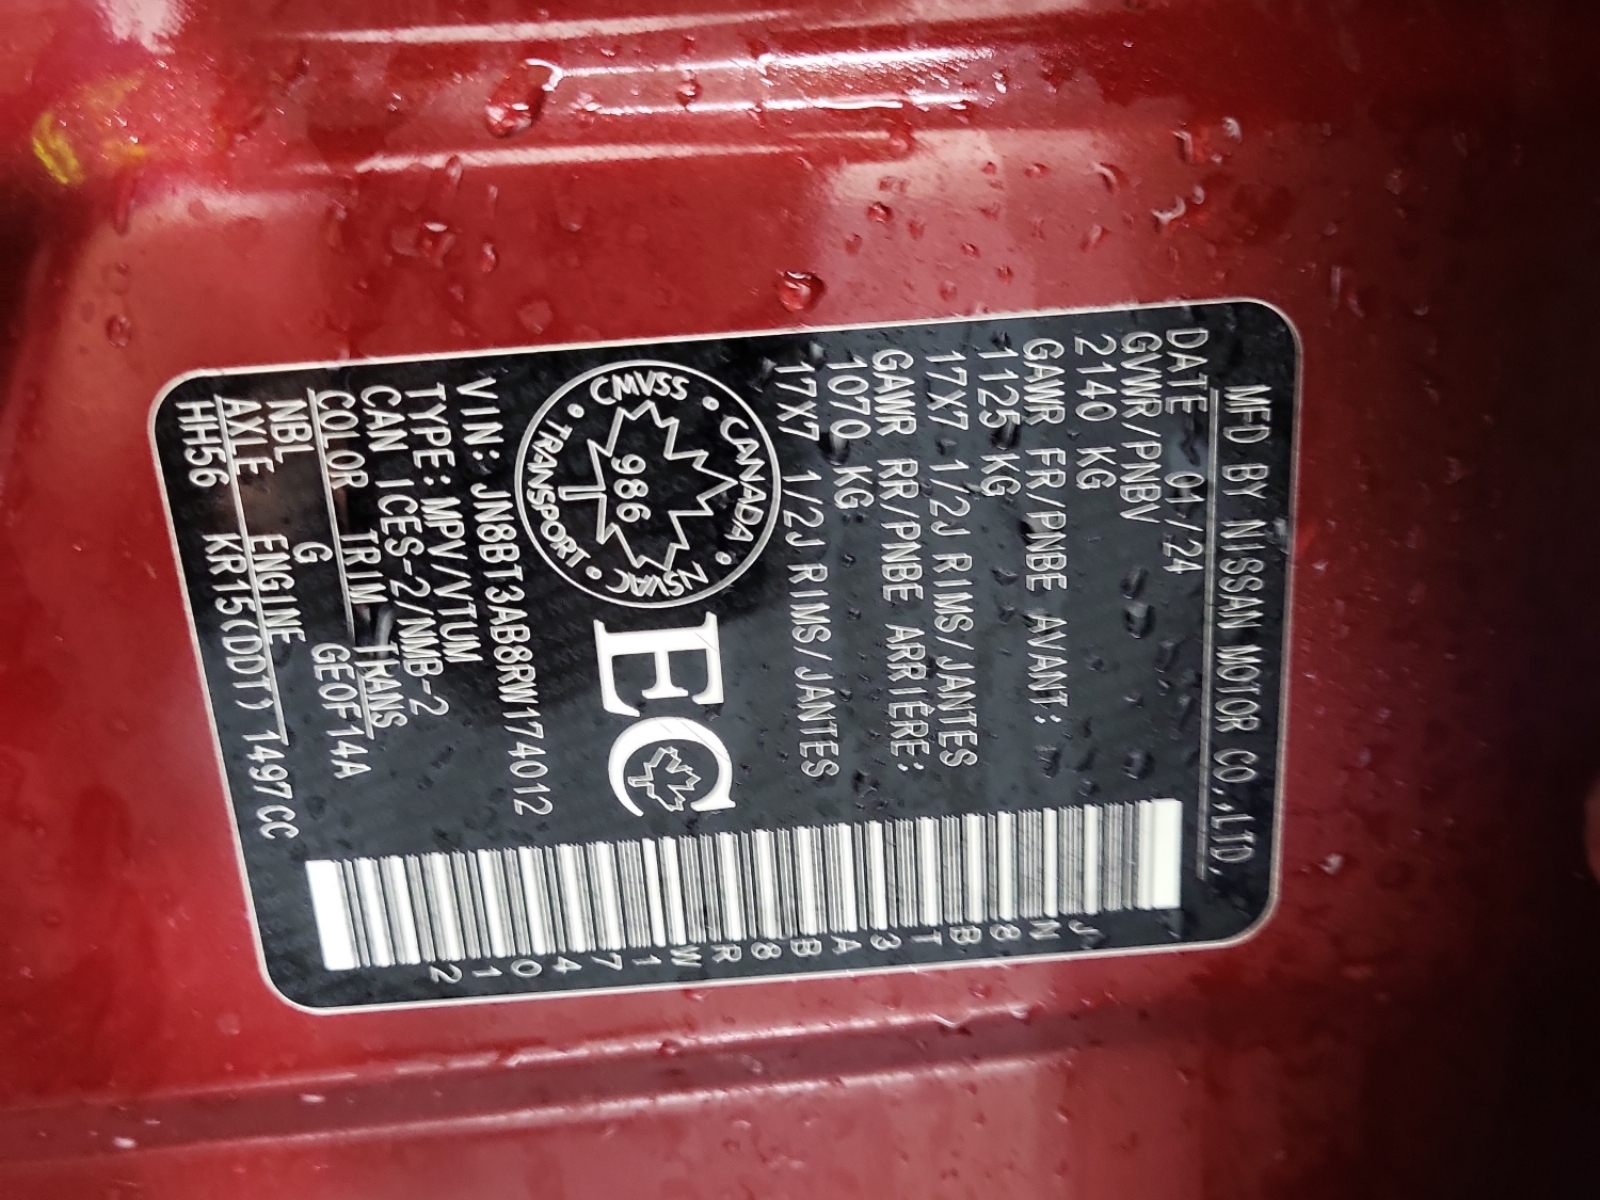 MFD BY NISSAN MOTOR CO.,LTD,
DATE 01/24
GVWR/PNBV
2140 KG
GAWR FR/PNBE AVANT:
1125 KG
17X7 1/2J RIMS/JANTES
GAWR RR/PNBE ARRIÈRE:
1070 KG
17X7 1/2J RIMS/JANTES
CMVSS • CANADA • NSVAC • TRANSPORT •
986
EC
VIN: JN8BT3AB8RW174012
TYPE:MPV/VTUM
CAN ICES-2/NMB-2
COLOR TRIM TRANS
NBL G GE0F14A
AXLE ENGINE
HH56 KR15(DDT) 1497CC
JN8BT3AB8RW174012